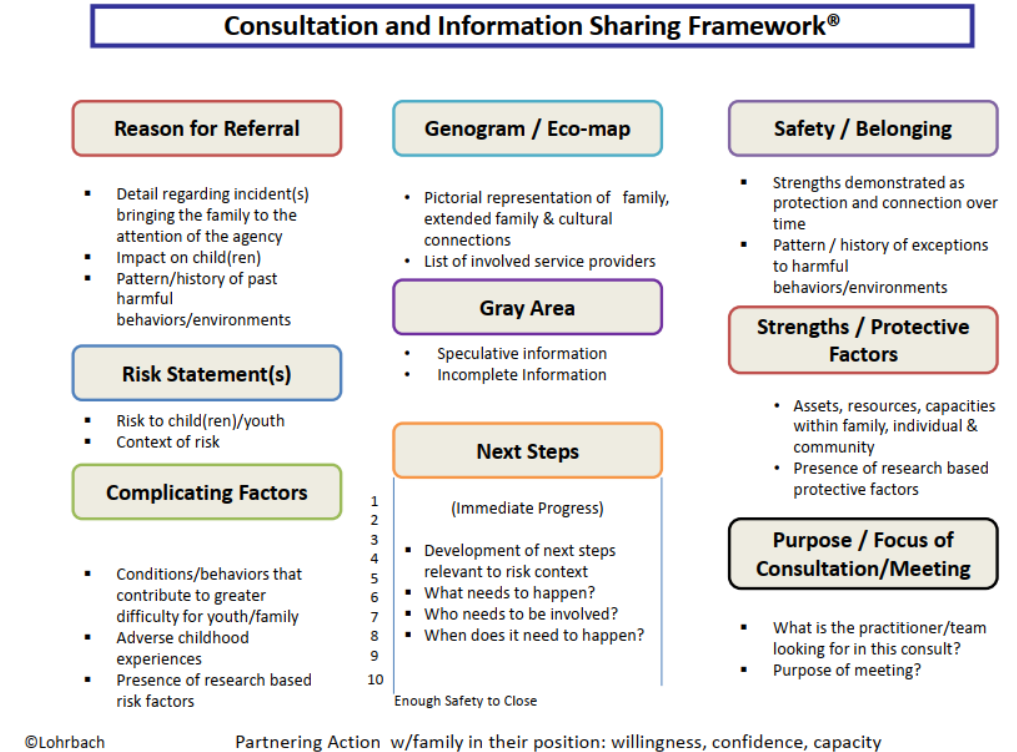 Consultation and Information Sharing Framework®
Reason for Referral
▪ Detail regarding incident(s)
bringing the family to the
attention of the agency
▪ Impact on child(ren)
▪ Pattern/history of past
harmful
behaviors/environments
Risk Statement(s)
▪ Risk to child(ren)/youth
▪ Context of risk
Complicating Factors
▪ Conditions/behaviors that
contribute to greater
difficulty for youth/family
▪ Adverse childhood
experiences
▪ Presence of research based
risk factors
Genogram / Eco-map
• Pictorial representation of family,
extended family & cultural
connections
• List of involved service providers
Gray Area
• Speculative information
• Incomplete Information
Next Steps
1
2
3
4
5
6
7
8
9
10
(Immediate Progress)
▪ Development of next steps
relevant to risk context
▪ What needs to happen?
▪ Who needs to be involved?
▪ When does it need to happen?
Enough Safety to Close
Safety / Belonging
▪ Strengths demonstrated as
protection and connection over
time
▪ Pattern / history of exceptions
to harmful
behaviors/environments
Strengths / Protective
Factors
• Assets, resources, capacities
within family, individual &
community
• Presence of research based
protective factors
Purpose / Focus of
Consultation/Meeting
▪ What is the practitioner/team
looking for in this consult?
▪ Purpose of meeting?
©Lohrbach
Partnering Action w/family in their position: willingness, confidence, capacity